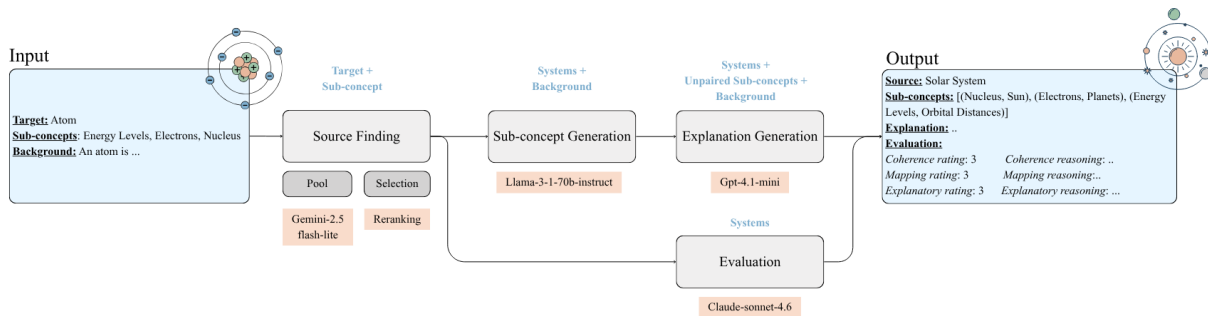 Input
Target: Atom
Sub-concepts: Energy Levels, Electrons, Nucleus
Background: An atom is ...
Target +
Sub-concept
Source Finding
Pool
Selection
Gemini-2.5
flash-lite
Reranking
Systems +
Background
Sub-concept Generation
Llama-3-1-70b-instruct
Systems +
Unpaired Sub-concepts +
Background
Explanation Generation
Gpt-4.1-mini
Systems
Evaluation
Claude-sonnet-4.6
Output
Source: Solar System
Sub-concepts: [(Nucleus, Sun), (Electrons, Planets), (Energy
Levels, Orbital Distances)]
Explanation: ..
Evaluation:
Coherence rating: 3 Coherence reasoning: ..
Mapping rating: 3 Mapping reasoning:..
Explanatory rating: 3 Explanatory reasoning: ...